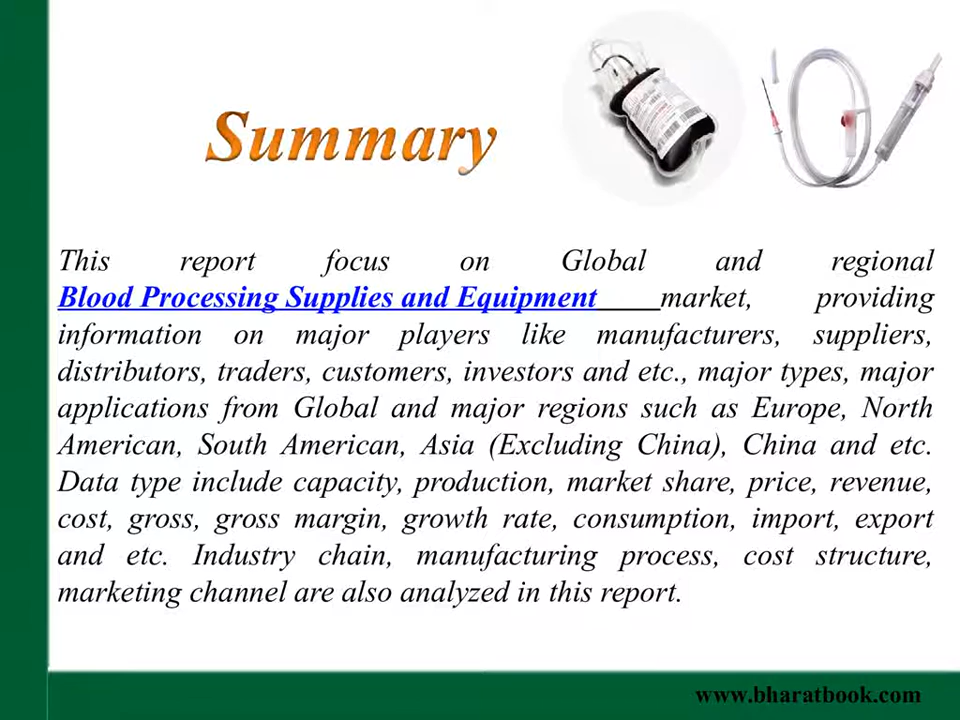 Summary
This report focus on Global and regional
Blood Processing Supplies and Equipment market, providing
information on major players like manufacturers, suppliers,
distributors, traders, customers, investors and etc., major types, major
applications from Global and major regions such as Europe, North
American, South American, Asia (Excluding China), China and etc.
Data type include capacity, production, market share, price, revenue,
cost, gross, gross margin, growth rate, consumption, import, export
and etc. Industry chain, manufacturing process, cost structure,
marketing channel are also analyzed in this report.
www.bharatbook.com